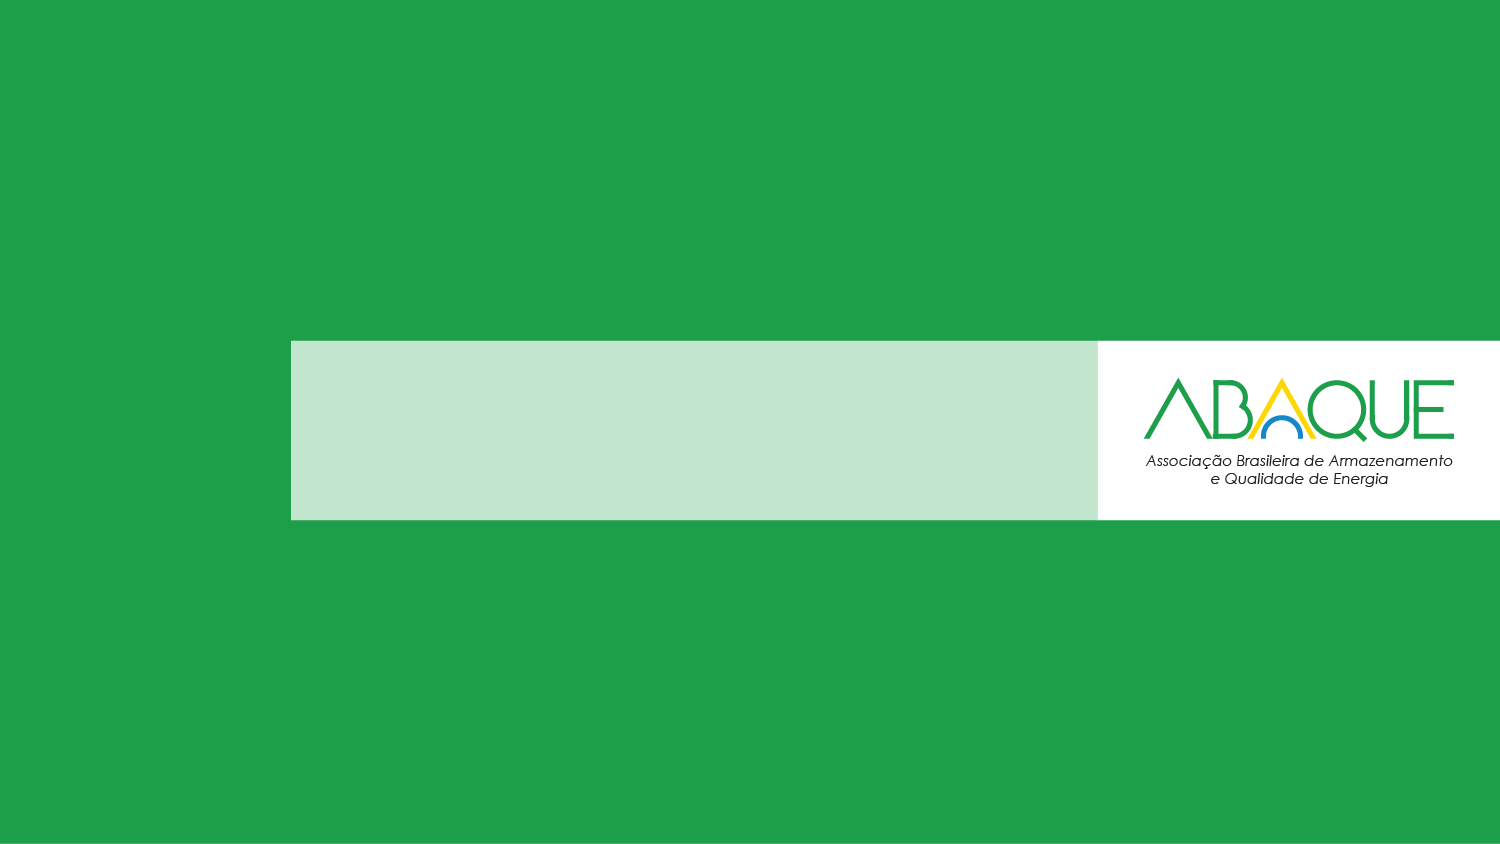 ABAQUE
Associação Brasileira de Armazenamento
e Qualidade de Energia